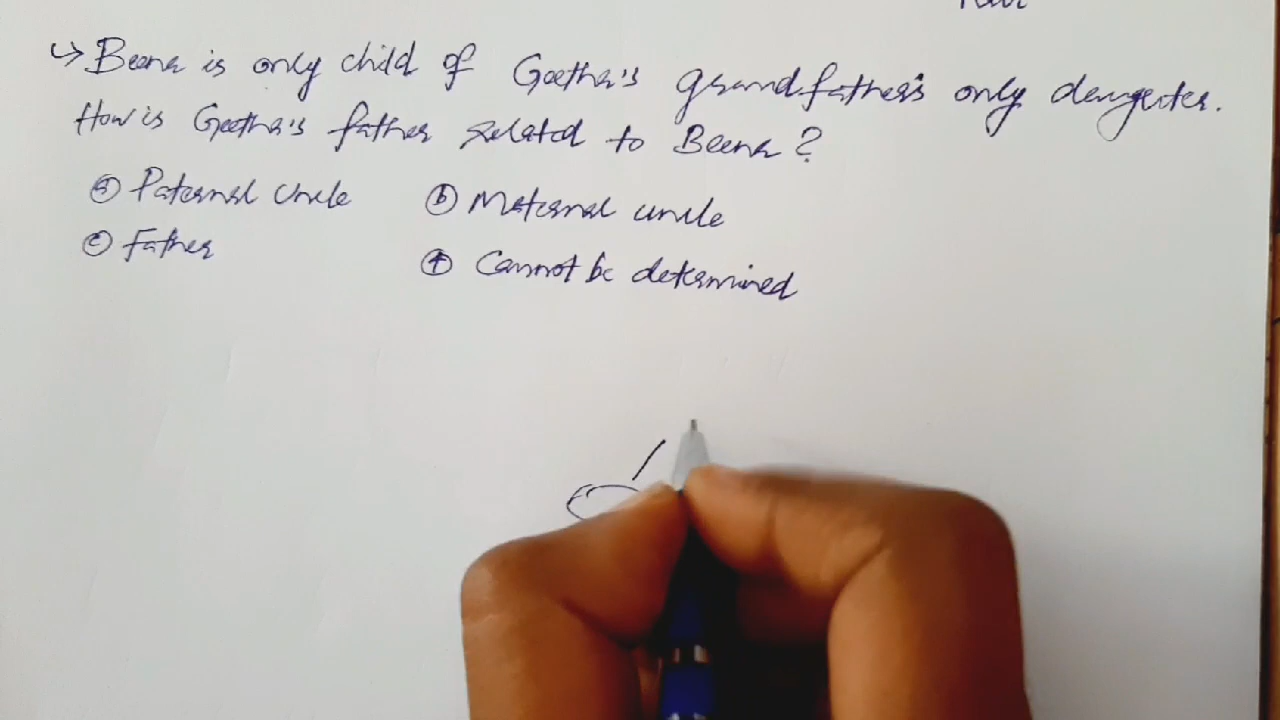 ↪ Beena is only child of Geetha's grandfather's only daughter.
How is Geetha's father related to Beena?
ⓐ Paternal Uncle ⓑ Maternal uncle
ⓒ Father ⓓ Cannot be determined